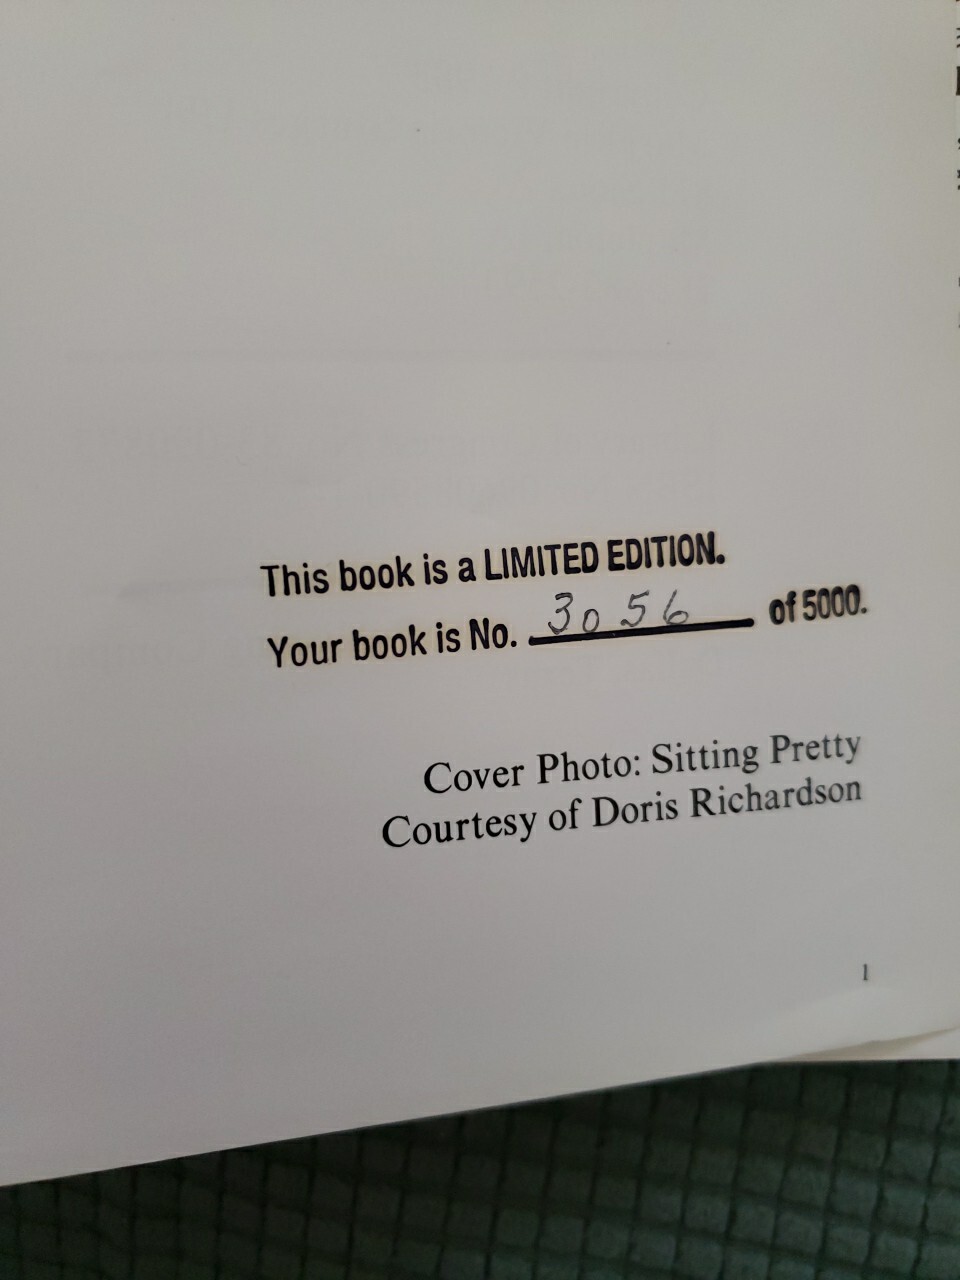 This book is a LIMITED EDITION.
Your book is No. 3056 of 5000.
Cover Photo: Sitting Pretty
Courtesy of Doris Richardson
1